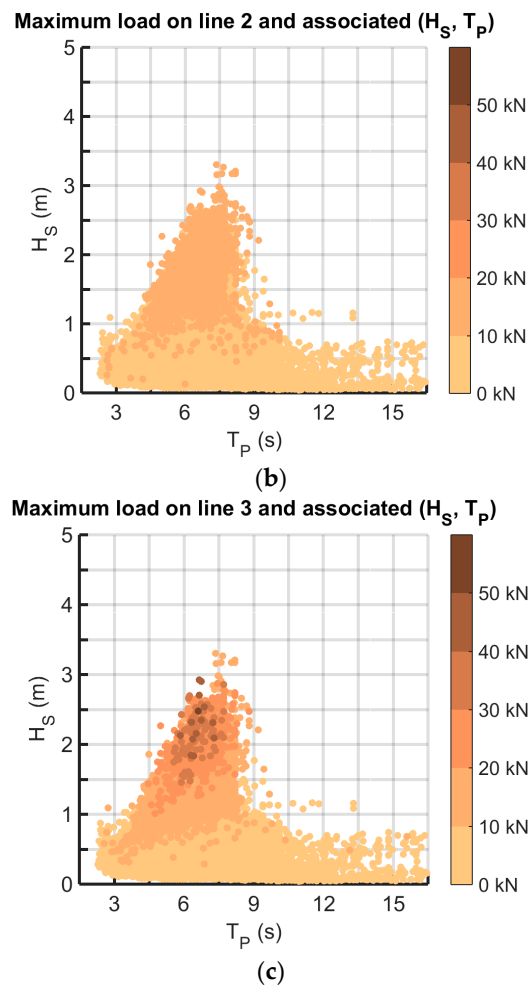 Maximum load on line 2 and associated (H_S, T_P)
5
4
3
2
1
0
H_S (m)
3 6 9 12 15
T_P (s)
50 kN
40 kN
30 kN
20 kN
10 kN
0 kN
(b)
Maximum load on line 3 and associated (H_S, T_P)
5
4
3
2
1
0
H_S (m)
3 6 9 12 15
T_P (s)
50 kN
40 kN
30 kN
20 kN
10 kN
0 kN
(c)